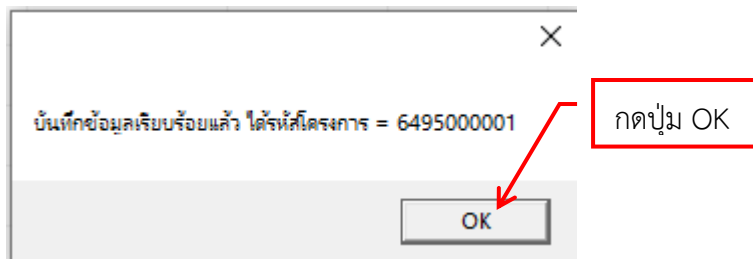 บันทึกข้อมูลเรียบร้อยแล้ว ได้รหัสโครงการ = 6495000001
กดปุ่ม OK
OK